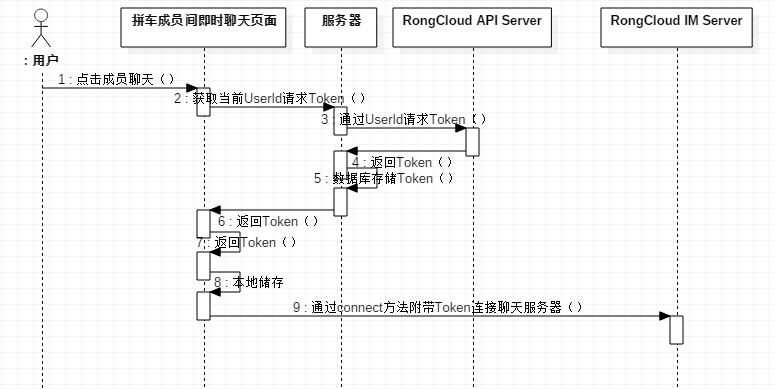 拼车成员间即时聊天页面
服务器
RongCloud API Server
RongCloud IM Server
: 用户
1 : 点击成员聊天（）
2 : 获取当前UserId请求Token（）
3 : 通过UserId请求Token（）
4 : 返回Token（）
5 : 数据库存储Token（）
6 : 返回Token（）
7 : 返回Token（）
8 : 本地储存
9 : 通过connect方法附带Token连接聊天服务器（）